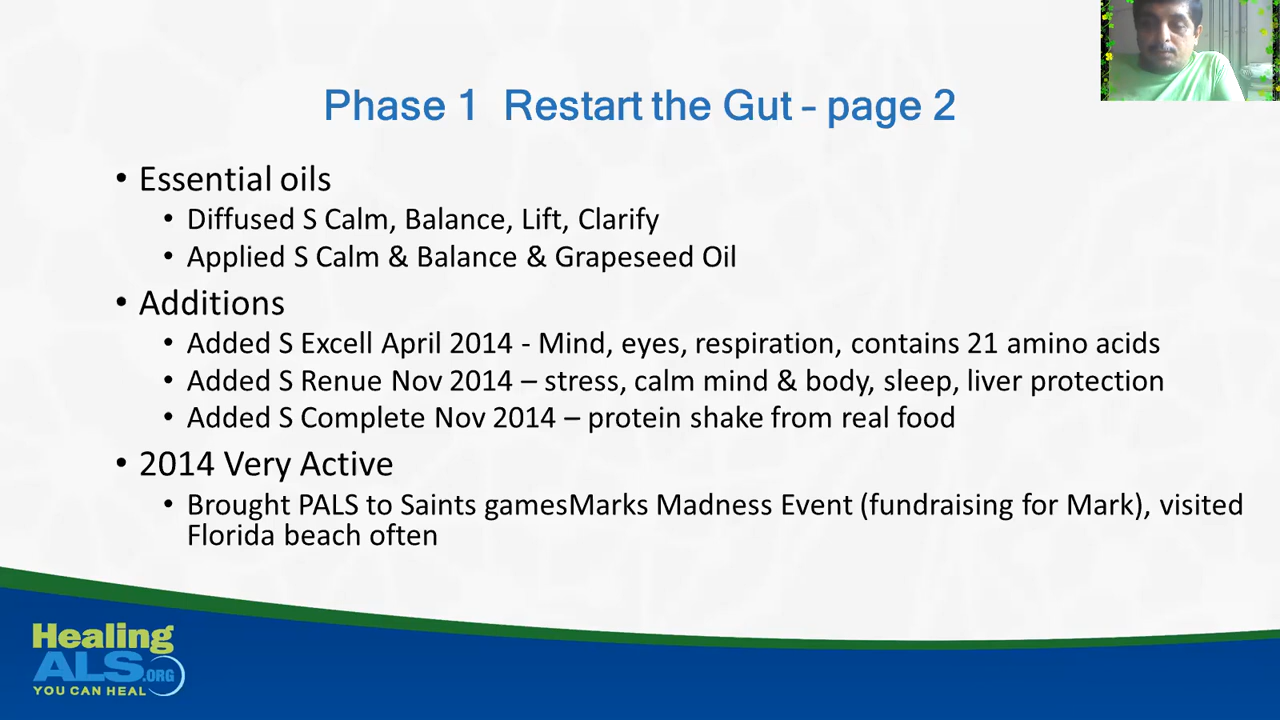 Phase 1 Restart the Gut – page 2
• Essential oils
• Diffused S Calm, Balance, Lift, Clarify
• Applied S Calm & Balance & Grapeseed Oil
• Additions
• Added S Excell April 2014 - Mind, eyes, respiration, contains 21 amino acids
• Added S Renue Nov 2014 – stress, calm mind & body, sleep, liver protection
• Added S Complete Nov 2014 – protein shake from real food
• 2014 Very Active
• Brought PALS to Saints gamesMarks Madness Event (fundraising for Mark), visited
Florida beach often
Healing
ALS.ORG
YOU CAN HEAL